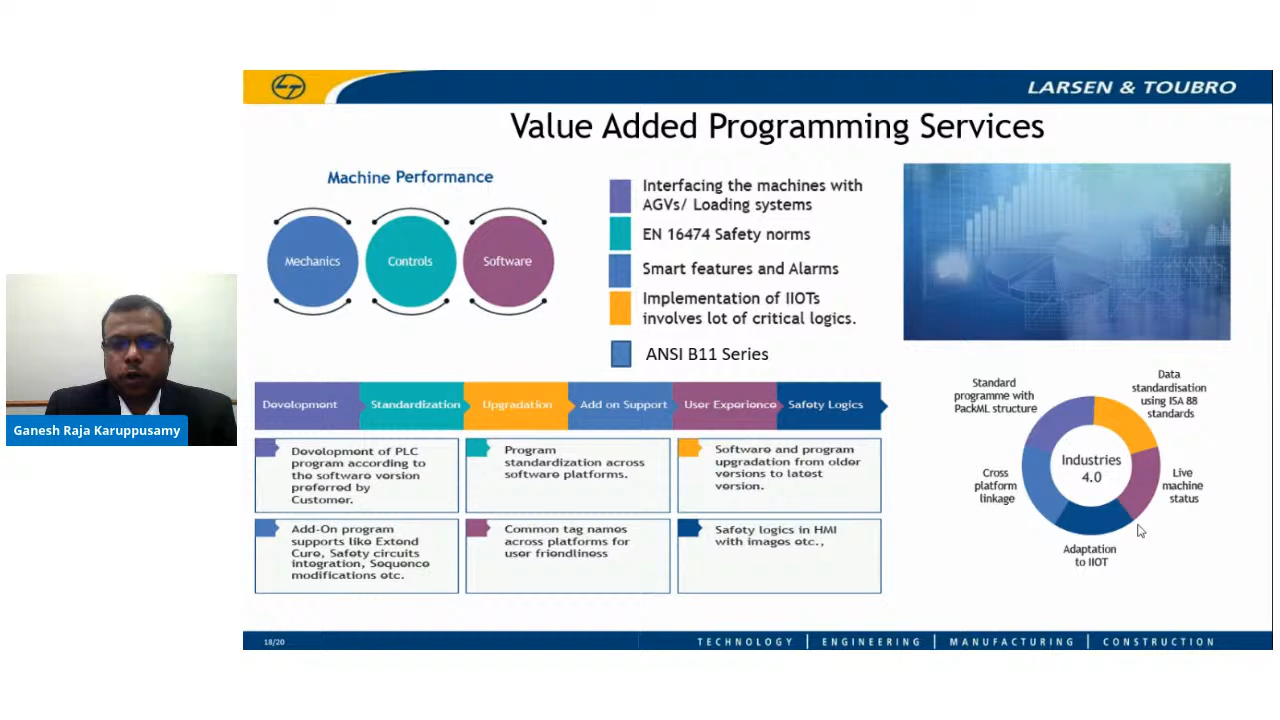 LARSEN & TOUBRO
Value Added Programming Services
Machine Performance
Mechanics
Controls
Software
Interfacing the machines with
AGVs/ Loading systems
EN 16474 Safety norms
Smart features and Alarms
Implementation of IIOTs
involves lot of critical logics.
ANSI B11 Series
Ganesh Raja Karuppusamy
Development
Standardization
Upgradation
Add on Support
User Experience
Safety Logics
Development of PLC
program according to
the software version
preferred by
Customer.
Program
standardization across
software platforms.
Software and program
upgradation from older
versions to latest
version.
Add-On program
supports like Extend
Cure, Safety circuits
integration, Sequence
modifications etc.
Common tag names
across platforms for
user friendliness
Safety logics in HMI
with images etc.,
Standard
programme with
PackML structure
Data
standardisation
using ISA 88
standards
Industries
4.0
Cross
platform
linkage
Live
machine
status
Adaptation
to IIOT
18/20
TECHNOLOGY | ENGINEERING | MANUFACTURING | CONSTRUCTION